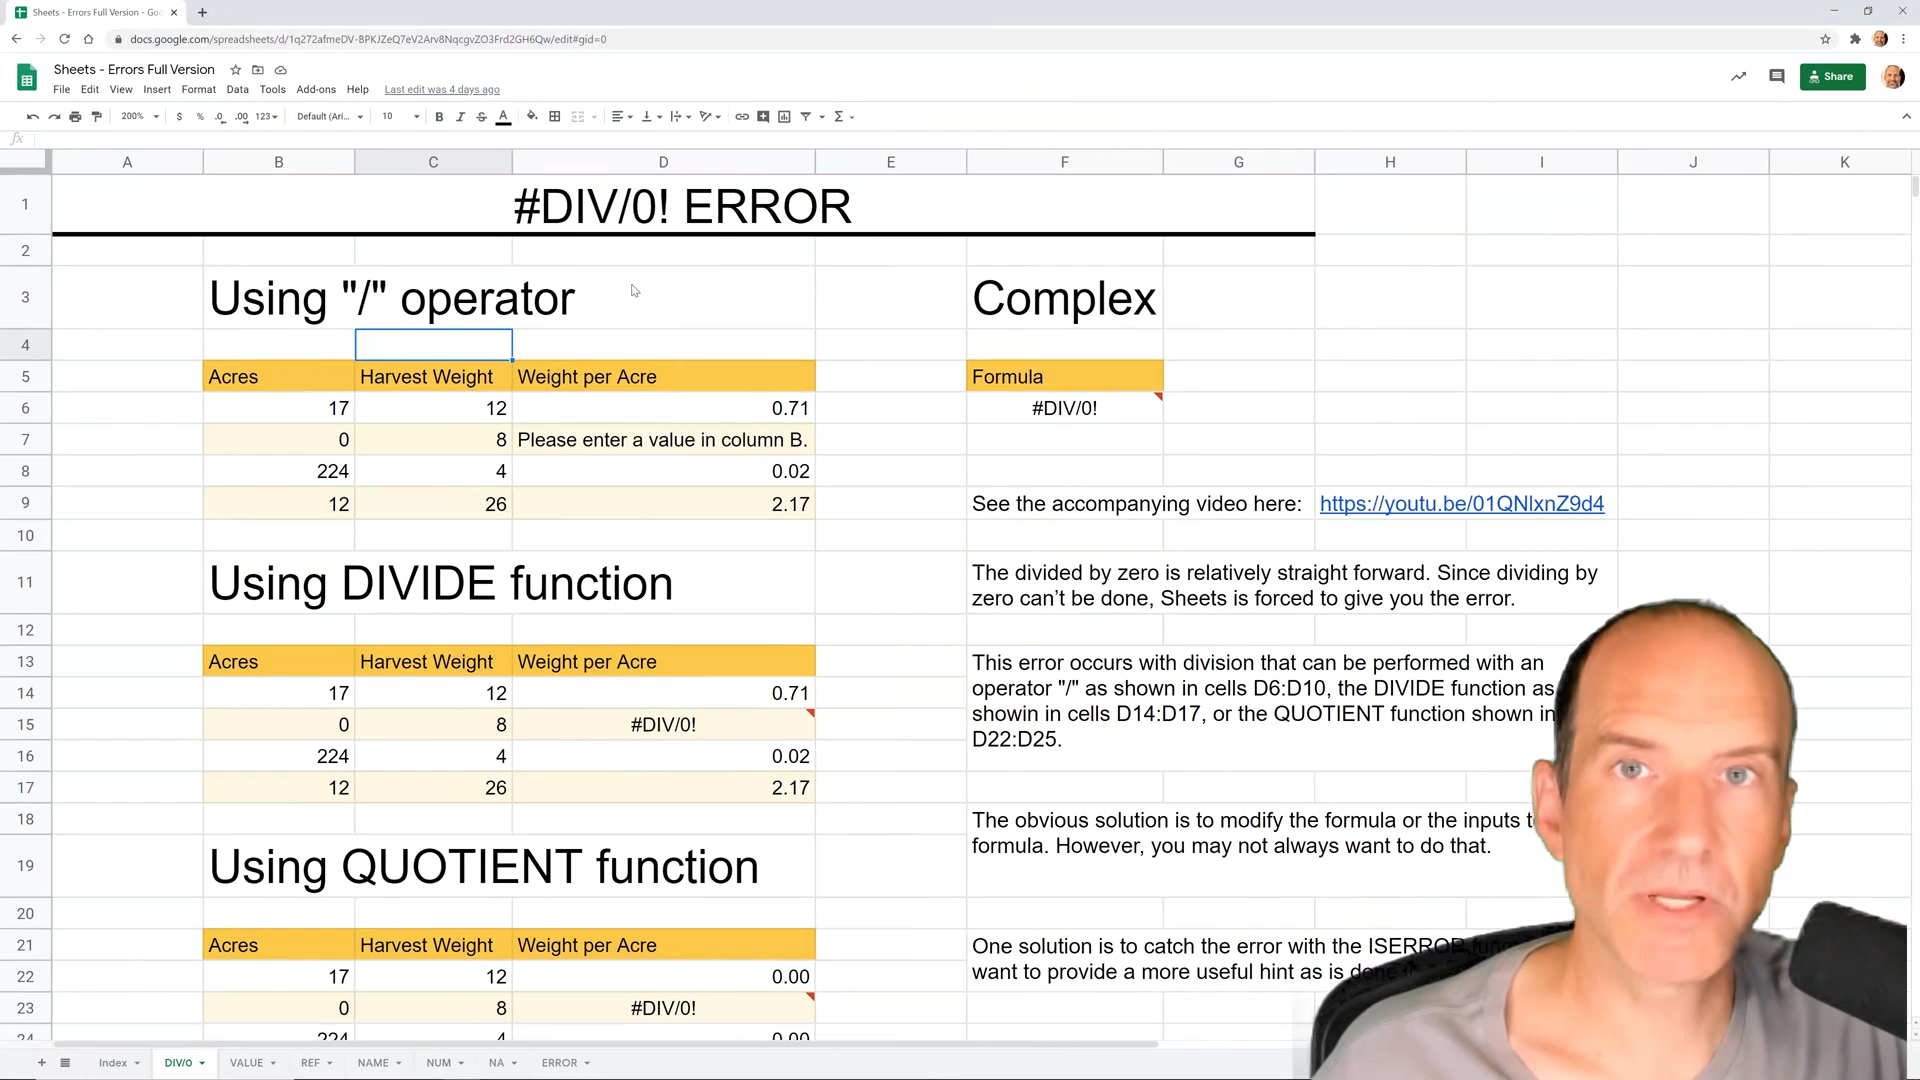 Sheets - Errors Full Version - Goo
docs.google.com/spreadsheets/d/1q272afmeDV-BPKJZeQ7eV2Arv8NqcgvZO3Frd2GH6Qw/edit#gid=0
Sheets - Errors Full Version
File Edit View Insert Format Data Tools Add-ons Help Last edit was 4 days ago
Share
200% $ % .0 .00 123 Default (Ari... 10 B I S A Σ
fx
A B C D E F G H I J K
1 #DIV/0! ERROR
2
3 Using "/" operator Complex
4
5 Acres Harvest Weight Weight per Acre Formula
6 17 12 0.71 #DIV/0!
7 0 8 Please enter a value in column B.
8 224 4 0.02
9 12 26 2.17 See the accompanying video here: https://youtu.be/01QNlxnZ9d4
10
11 Using DIVIDE function
The divided by zero is relatively straight forward. Since dividing by
zero can't be done, Sheets is forced to give you the error.
12
13 Acres Harvest Weight Weight per Acre
This error occurs with division that can be performed with an
operator "/" as shown in cells D6:D10, the DIVIDE function as
showin in cells D14:D17, or the QUOTIENT function shown in
D22:D25.
14 17 12 0.71
15 0 8 #DIV/0!
16 224 4 0.02
17 12 26 2.17
18
The obvious solution is to modify the formula or the inputs
formula. However, you may not always want to do that.
19 Using QUOTIENT function
20
21 Acres Harvest Weight Weight per Acre
One solution is to catch the error with the ISERROR
want to provide a more useful hint as is done
22 17 12 0.00
23 0 8 #DIV/0!
24 224 4 0.00
Index DIV/0 VALUE REF NAME NUM NA ERROR